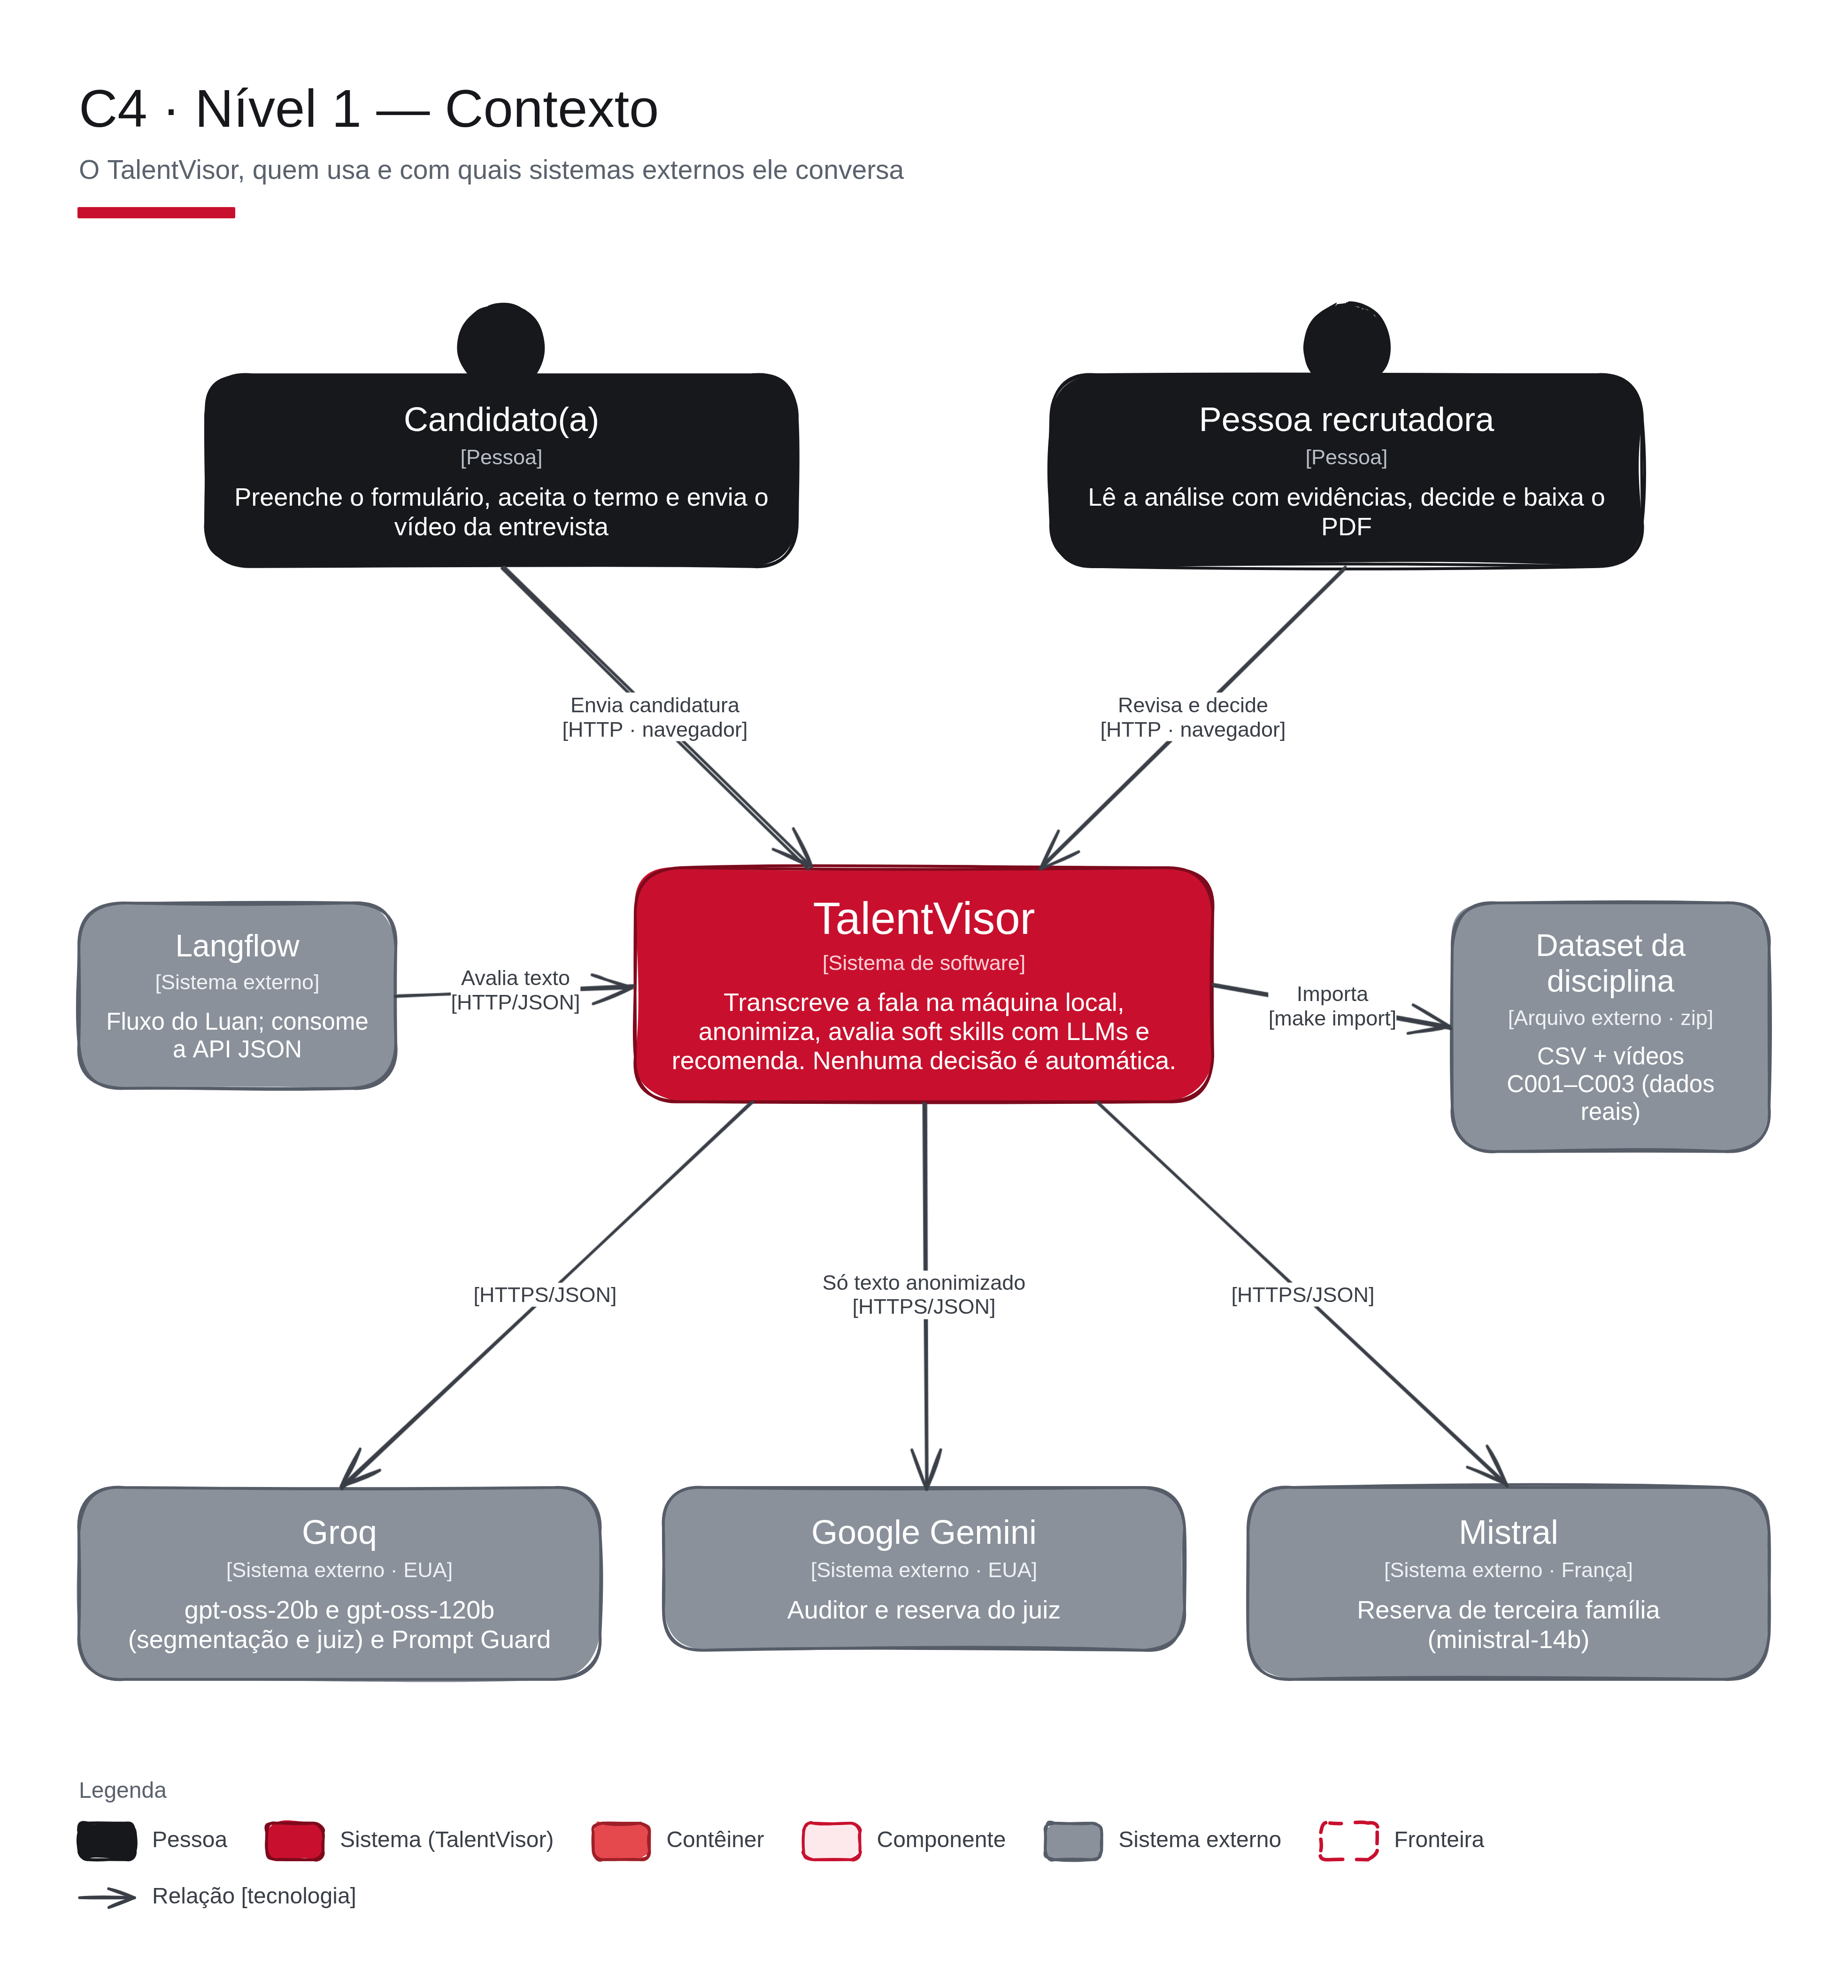 C4 · Nível 1 — Contexto
O TalentVisor, quem usa e com quais sistemas externos ele conversa
Candidato(a)
[Pessoa]
Preenche o formulário, aceita o termo e envia o
vídeo da entrevista
Pessoa recrutadora
[Pessoa]
Lê a análise com evidências, decide e baixa o
PDF
Envia candidatura
[HTTP · navegador]
Revisa e decide
[HTTP · navegador]
Langflow
[Sistema externo]
Fluxo do Luan; consome
a API JSON
Avalia texto
[HTTP/JSON]
TalentVisor
[Sistema de software]
Transcreve a fala na máquina local,
anonimiza, avalia soft skills com LLMs e
recomenda. Nenhuma decisão é automática.
Importa
[make import]
Dataset da
disciplina
[Arquivo externo · zip]
CSV + vídeos
C001–C003 (dados
reais)
[HTTPS/JSON]
Só texto anonimizado
[HTTPS/JSON]
[HTTPS/JSON]
Groq
[Sistema externo · EUA]
gpt-oss-20b e gpt-oss-120b
(segmentação e juiz) e Prompt Guard
Google Gemini
[Sistema externo · EUA]
Auditor e reserva do juiz
Mistral
[Sistema externo · França]
Reserva de terceira família
(ministral-14b)
Legenda
Pessoa
Sistema (TalentVisor)
Contêiner
Componente
Sistema externo
Fronteira
Relação [tecnologia]